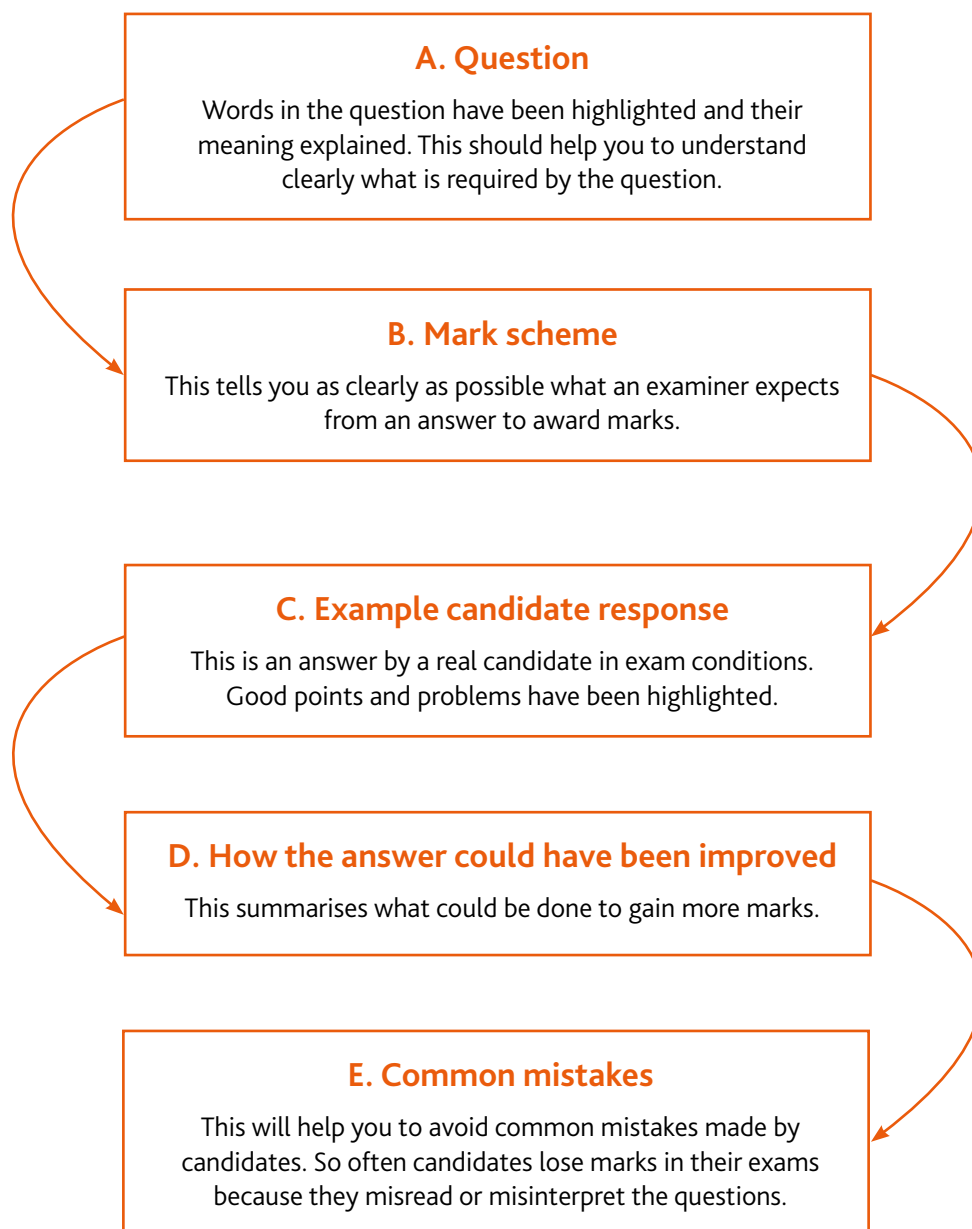 A. Question
Words in the question have been highlighted and their
meaning explained. This should help you to understand
clearly what is required by the question.
B. Mark scheme
This tells you as clearly as possible what an examiner expects
from an answer to award marks.
C. Example candidate response
This is an answer by a real candidate in exam conditions.
Good points and problems have been highlighted.
D. How the answer could have been improved
This summarises what could be done to gain more marks.
E. Common mistakes
This will help you to avoid common mistakes made by
candidates. So often candidates lose marks in their exams
because they misread or misinterpret the questions.